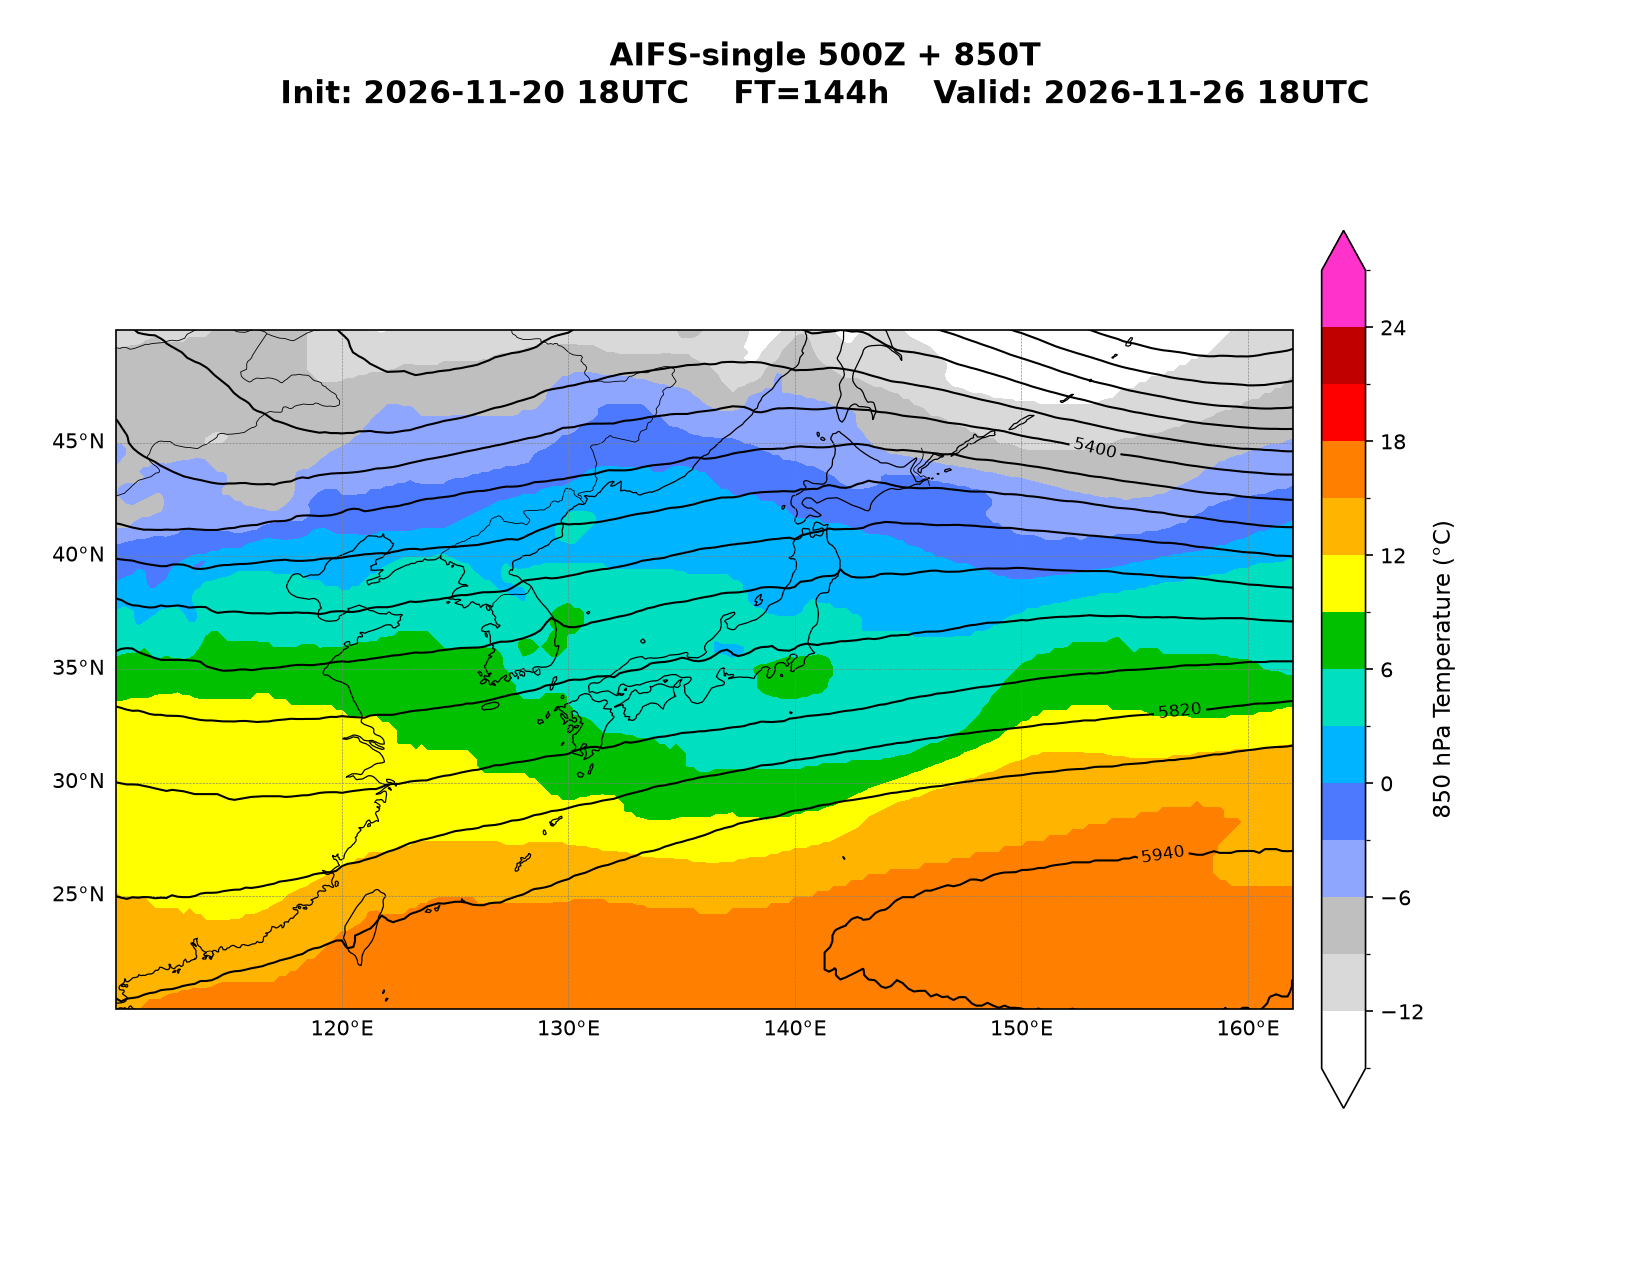 AIFS-single 500Z + 850T
Init: 2026-11-20 18UTC FT=144h Valid: 2026-11-26 18UTC
24
18
12
6
0
−6
−12
850 hPa Temperature (°C)
45°N
40°N
35°N
30°N
25°N
5400
5820
5940
120°E
130°E
140°E
150°E
160°E